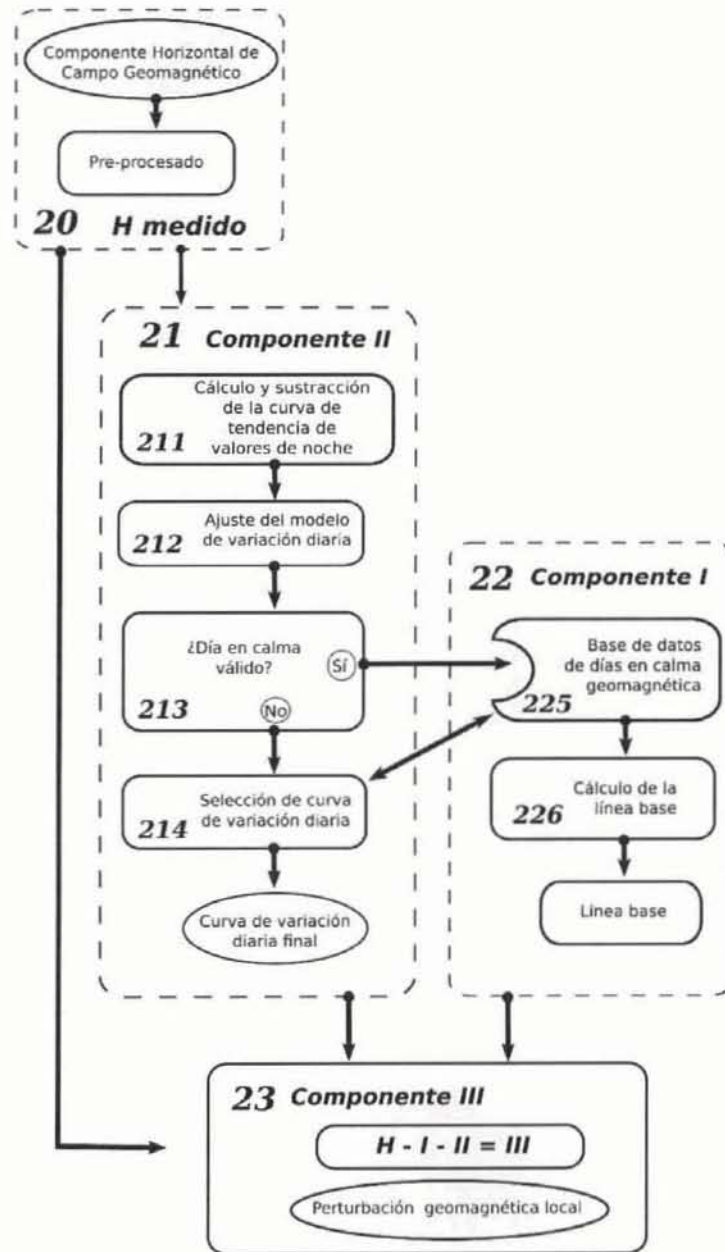 Componente Horizontal de
Campo Geomagnético
Pre-procesado
20 H medido
21 Componente II
Cálculo y sustracción
de la curva de
tendencia de
211 valores de noche
Ajuste del modelo
212 de variación diaria
¿Día en calma
válido?
Sí
213
No
Selección de curva
214 de variación diaria
Curva de variación
diaria final
22 Componente I
Base de datos
de días en calma
geomagnética
225
Cálculo de la
226 línea base
Línea base
23 Componente III
H - I - II = III
Perturbación geomagnética local